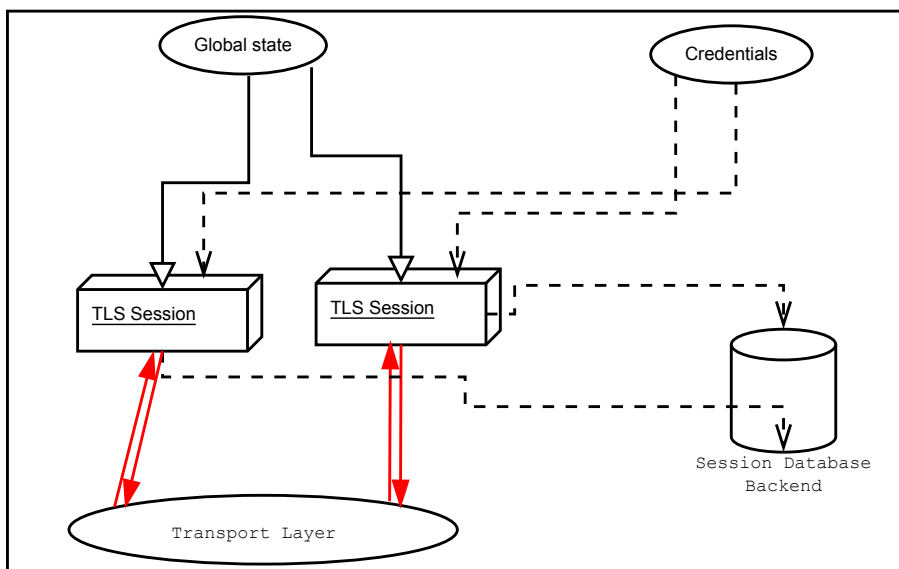 Global state
Credentials
TLS Session
TLS Session
Session Database
Backend
Transport Layer